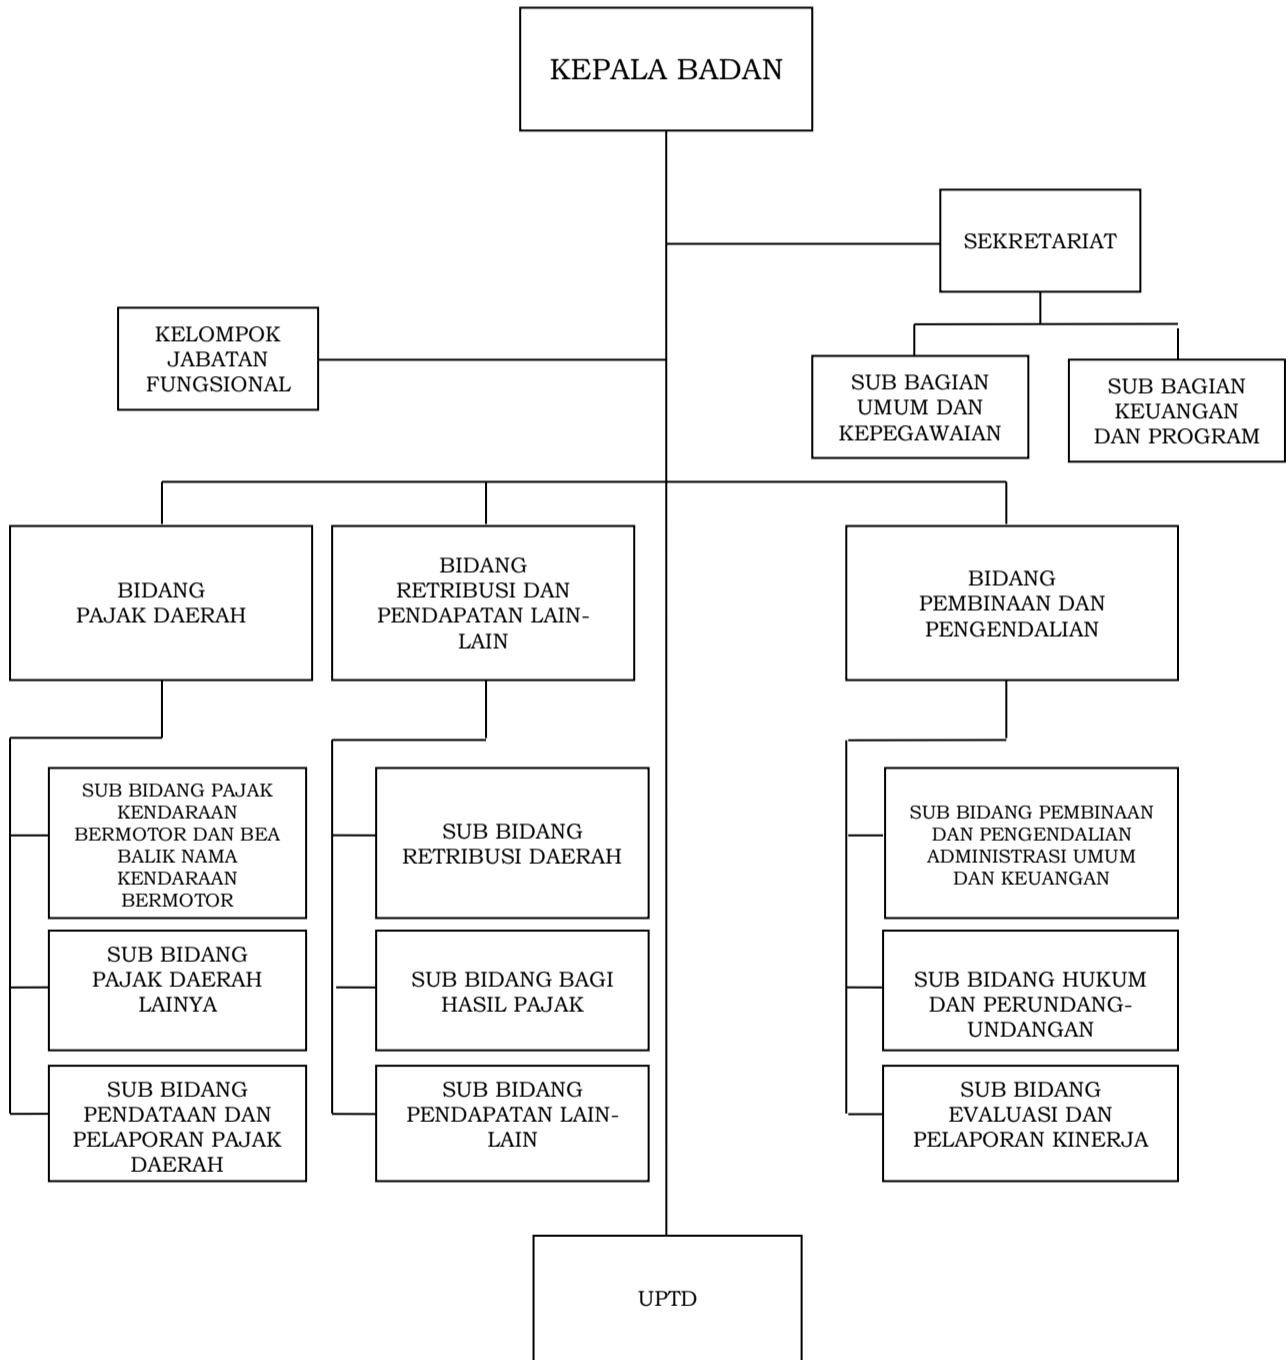 KEPALA BADAN
SEKRETARIAT
KELOMPOK
JABATAN
FUNGSIONAL
SUB BAGIAN
UMUM DAN
KEPEGAWAIAN
SUB BAGIAN
KEUANGAN
DAN PROGRAM
BIDANG
PAJAK DAERAH
BIDANG
RETRIBUSI DAN
PENDAPATAN LAIN-
LAIN
BIDANG
PEMBINAAN DAN
PENGENDALIAN
SUB BIDANG PAJAK
KENDARAAN
BERMOTOR DAN BEA
BALIK NAMA
KENDARAAN
BERMOTOR
SUB BIDANG
RETRIBUSI DAERAH
SUB BIDANG PEMBINAAN
DAN PENGENDALIAN
ADMINISTRASI UMUM
DAN KEUANGAN
SUB BIDANG
PAJAK DAERAH
LAINYA
SUB BIDANG BAGI
HASIL PAJAK
SUB BIDANG HUKUM
DAN PERUNDANG-
UNDANGAN
SUB BIDANG
PENDATAAN DAN
PELAPORAN PAJAK
DAERAH
SUB BIDANG
PENDAPATAN LAIN-
LAIN
SUB BIDANG
EVALUASI DAN
PELAPORAN KINERJA
UPTD